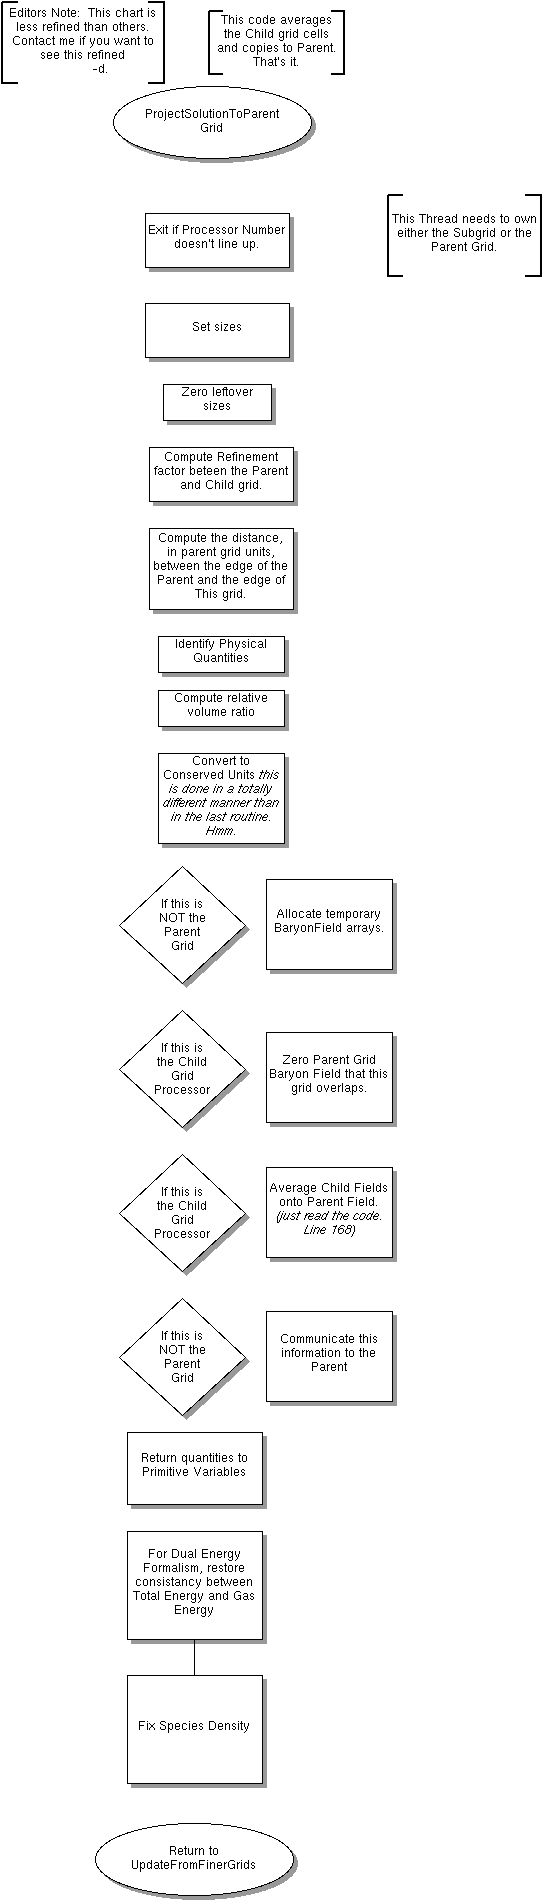 Editors Note:  This chart is
less refined than others.
Contact me if you want to
see this refined
-d.
This code averages
the Child grid cells
and copies to Parent.
That's it.
ProjectSolutionToParent
Grid
Exit if Processor Number
doesn't line up.
This Thread needs to own
either the Subgrid or the
Parent Grid.
Set sizes
Zero leftover
sizes
Compute Refinement
factor beteen the Parent
and Child grid.
Compute the distance,
in parent grid units,
between the edge of the
Parent and the edge of
This grid.
Identify Physical
Quantities
Compute relative
volume ratio
Convert to
Conserved Units this
is done in a totally
different manner than
in the last routine.
Hmm.
If this is
NOT the
Parent
Grid
Allocate temporary
BaryonField arrays.
If this is
the Child
Grid
Processor
Zero Parent Grid
Baryon Field that this
grid overlaps.
If this is
the Child
Grid
Processor
Average Child Fields
onto Parent Field.
(just read the code.
Line 168)
If this is
NOT the
Parent
Grid
Communicate this
information to the
Parent
Return quantities to
Primitive Variables
For Dual Energy
Formalism, restore
consistancy between
Total Energy and Gas
Energy
Fix Species Density
Return to
UpdateFromFinerGrids